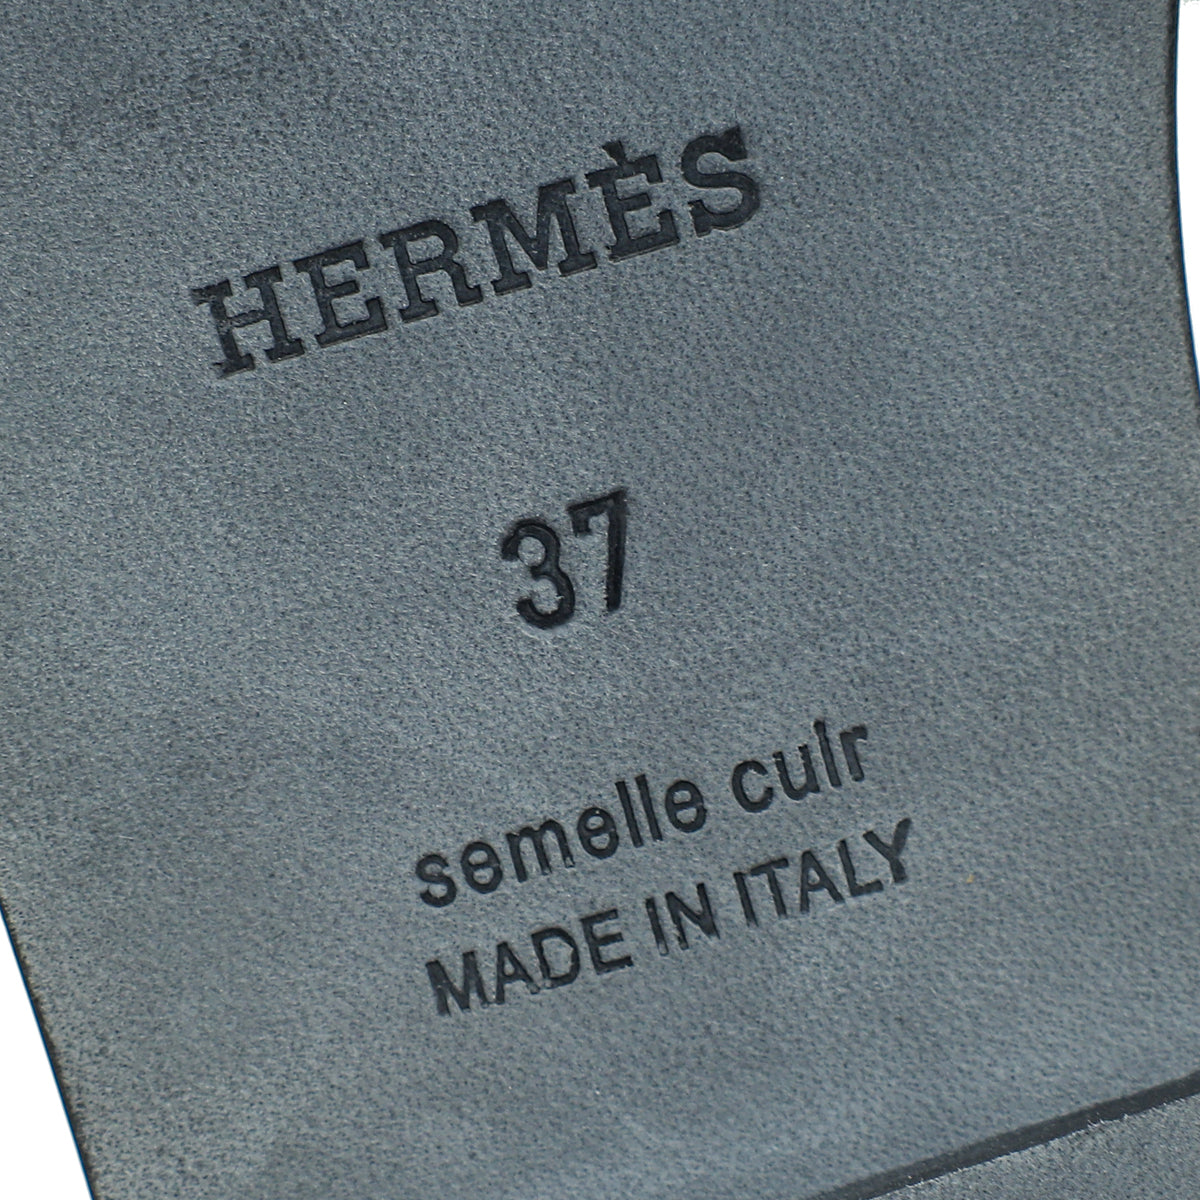 HERMÈS
37
semelle cuir
MADE IN ITALY